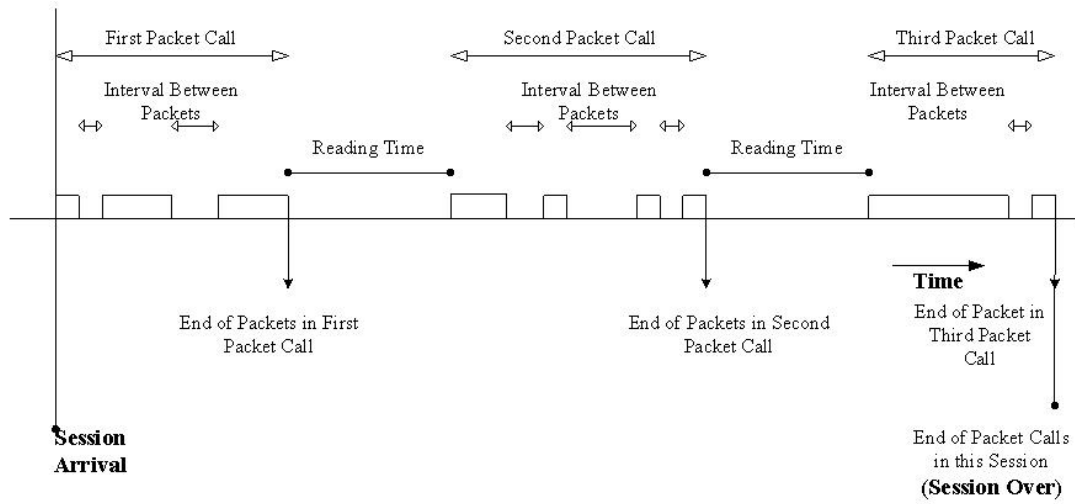 First Packet Call
Second Packet Call
Third Packet Call
Interval Between
Packets
Interval Between
Packets
Interval Between
Packets
Reading Time
Reading Time
Time
End of Packets in First
Packet Call
End of Packets in Second
Packet Call
End of Packet in
Third Packet
Call
Session
Arrival
End of Packet Calls
in this Session
(Session Over)